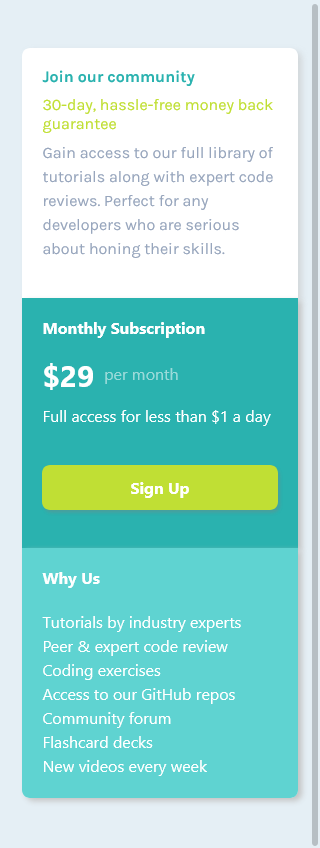 Join our community
30-day, hassle-free money back
guarantee
Gain access to our full library of
tutorials along with expert code
reviews. Perfect for any
developers who are serious
about honing their skills.
Monthly Subscription
$29 per month
Full access for less than $1 a day
Sign Up
Why Us
Tutorials by industry experts
Peer & expert code review
Coding exercises
Access to our GitHub repos
Community forum
Flashcard decks
New videos every week